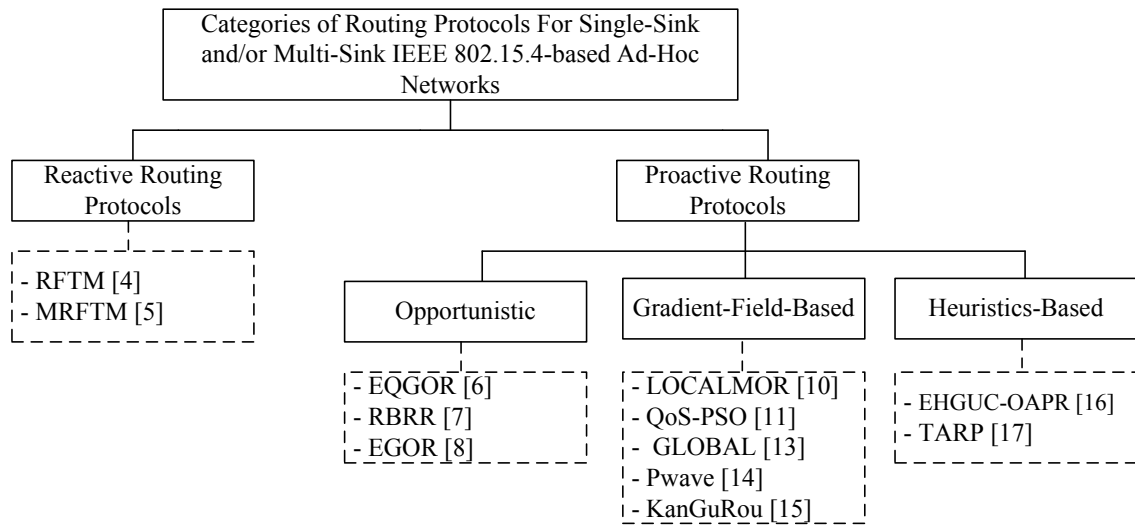 Categories of Routing Protocols For Single-Sink
and/or Multi-Sink IEEE 802.15.4-based Ad-Hoc
Networks
Reactive Routing
Protocols
Proactive Routing
Protocols
- RFTM [4]
- MRFTM [5]
Opportunistic
Gradient-Field-Based
Heuristics-Based
- EQGOR [6]
- RBRR [7]
- EGOR [8]
- LOCALMOR [10]
- QoS-PSO [11]
- GLOBAL [13]
- Pwave [14]
- KanGuRou [15]
- EHGUC-OAPR [16]
- TARP [17]